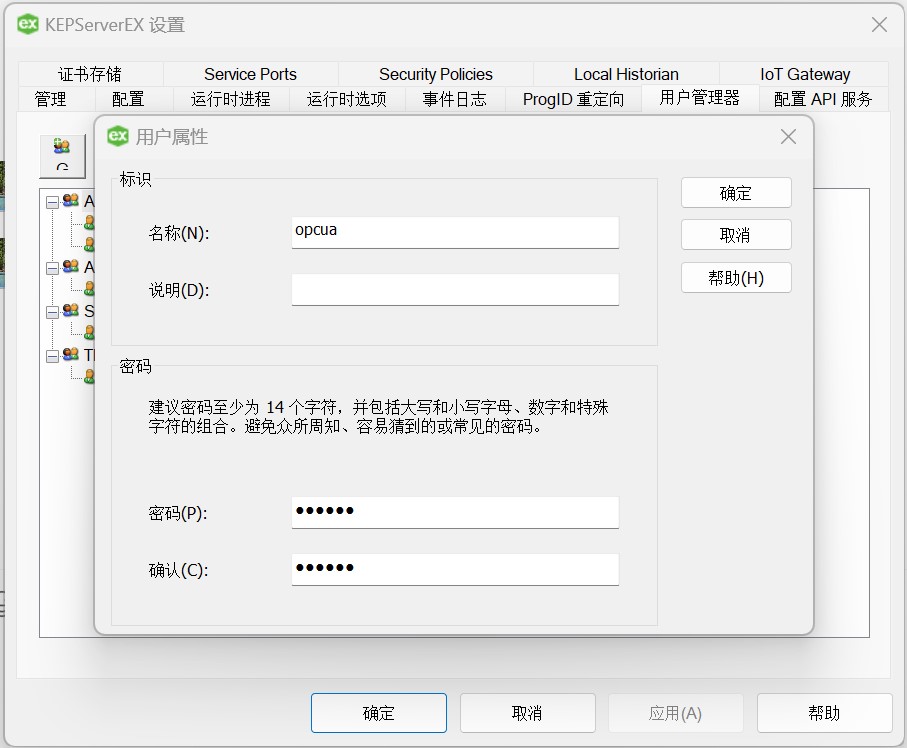 KEPServerEX 设置
证书存储 Service Ports Security Policies Local Historian IoT Gateway
管理 配置 运行时进程 运行时选项 事件日志 ProgID 重定向 用户管理器 配置 API 服务
ex 用户属性
标识
确定
名称(N): opcua
取消
帮助(H)
说明(D):
密码
建议密码至少为 14 个字符，并包括大写和小写字母、数字和特殊
字符的组合。避免众所周知、容易猜到的或常见的密码。
密码(P): ●●●●●●
确认(C): ●●●●●●
确定 取消 应用(A) 帮助